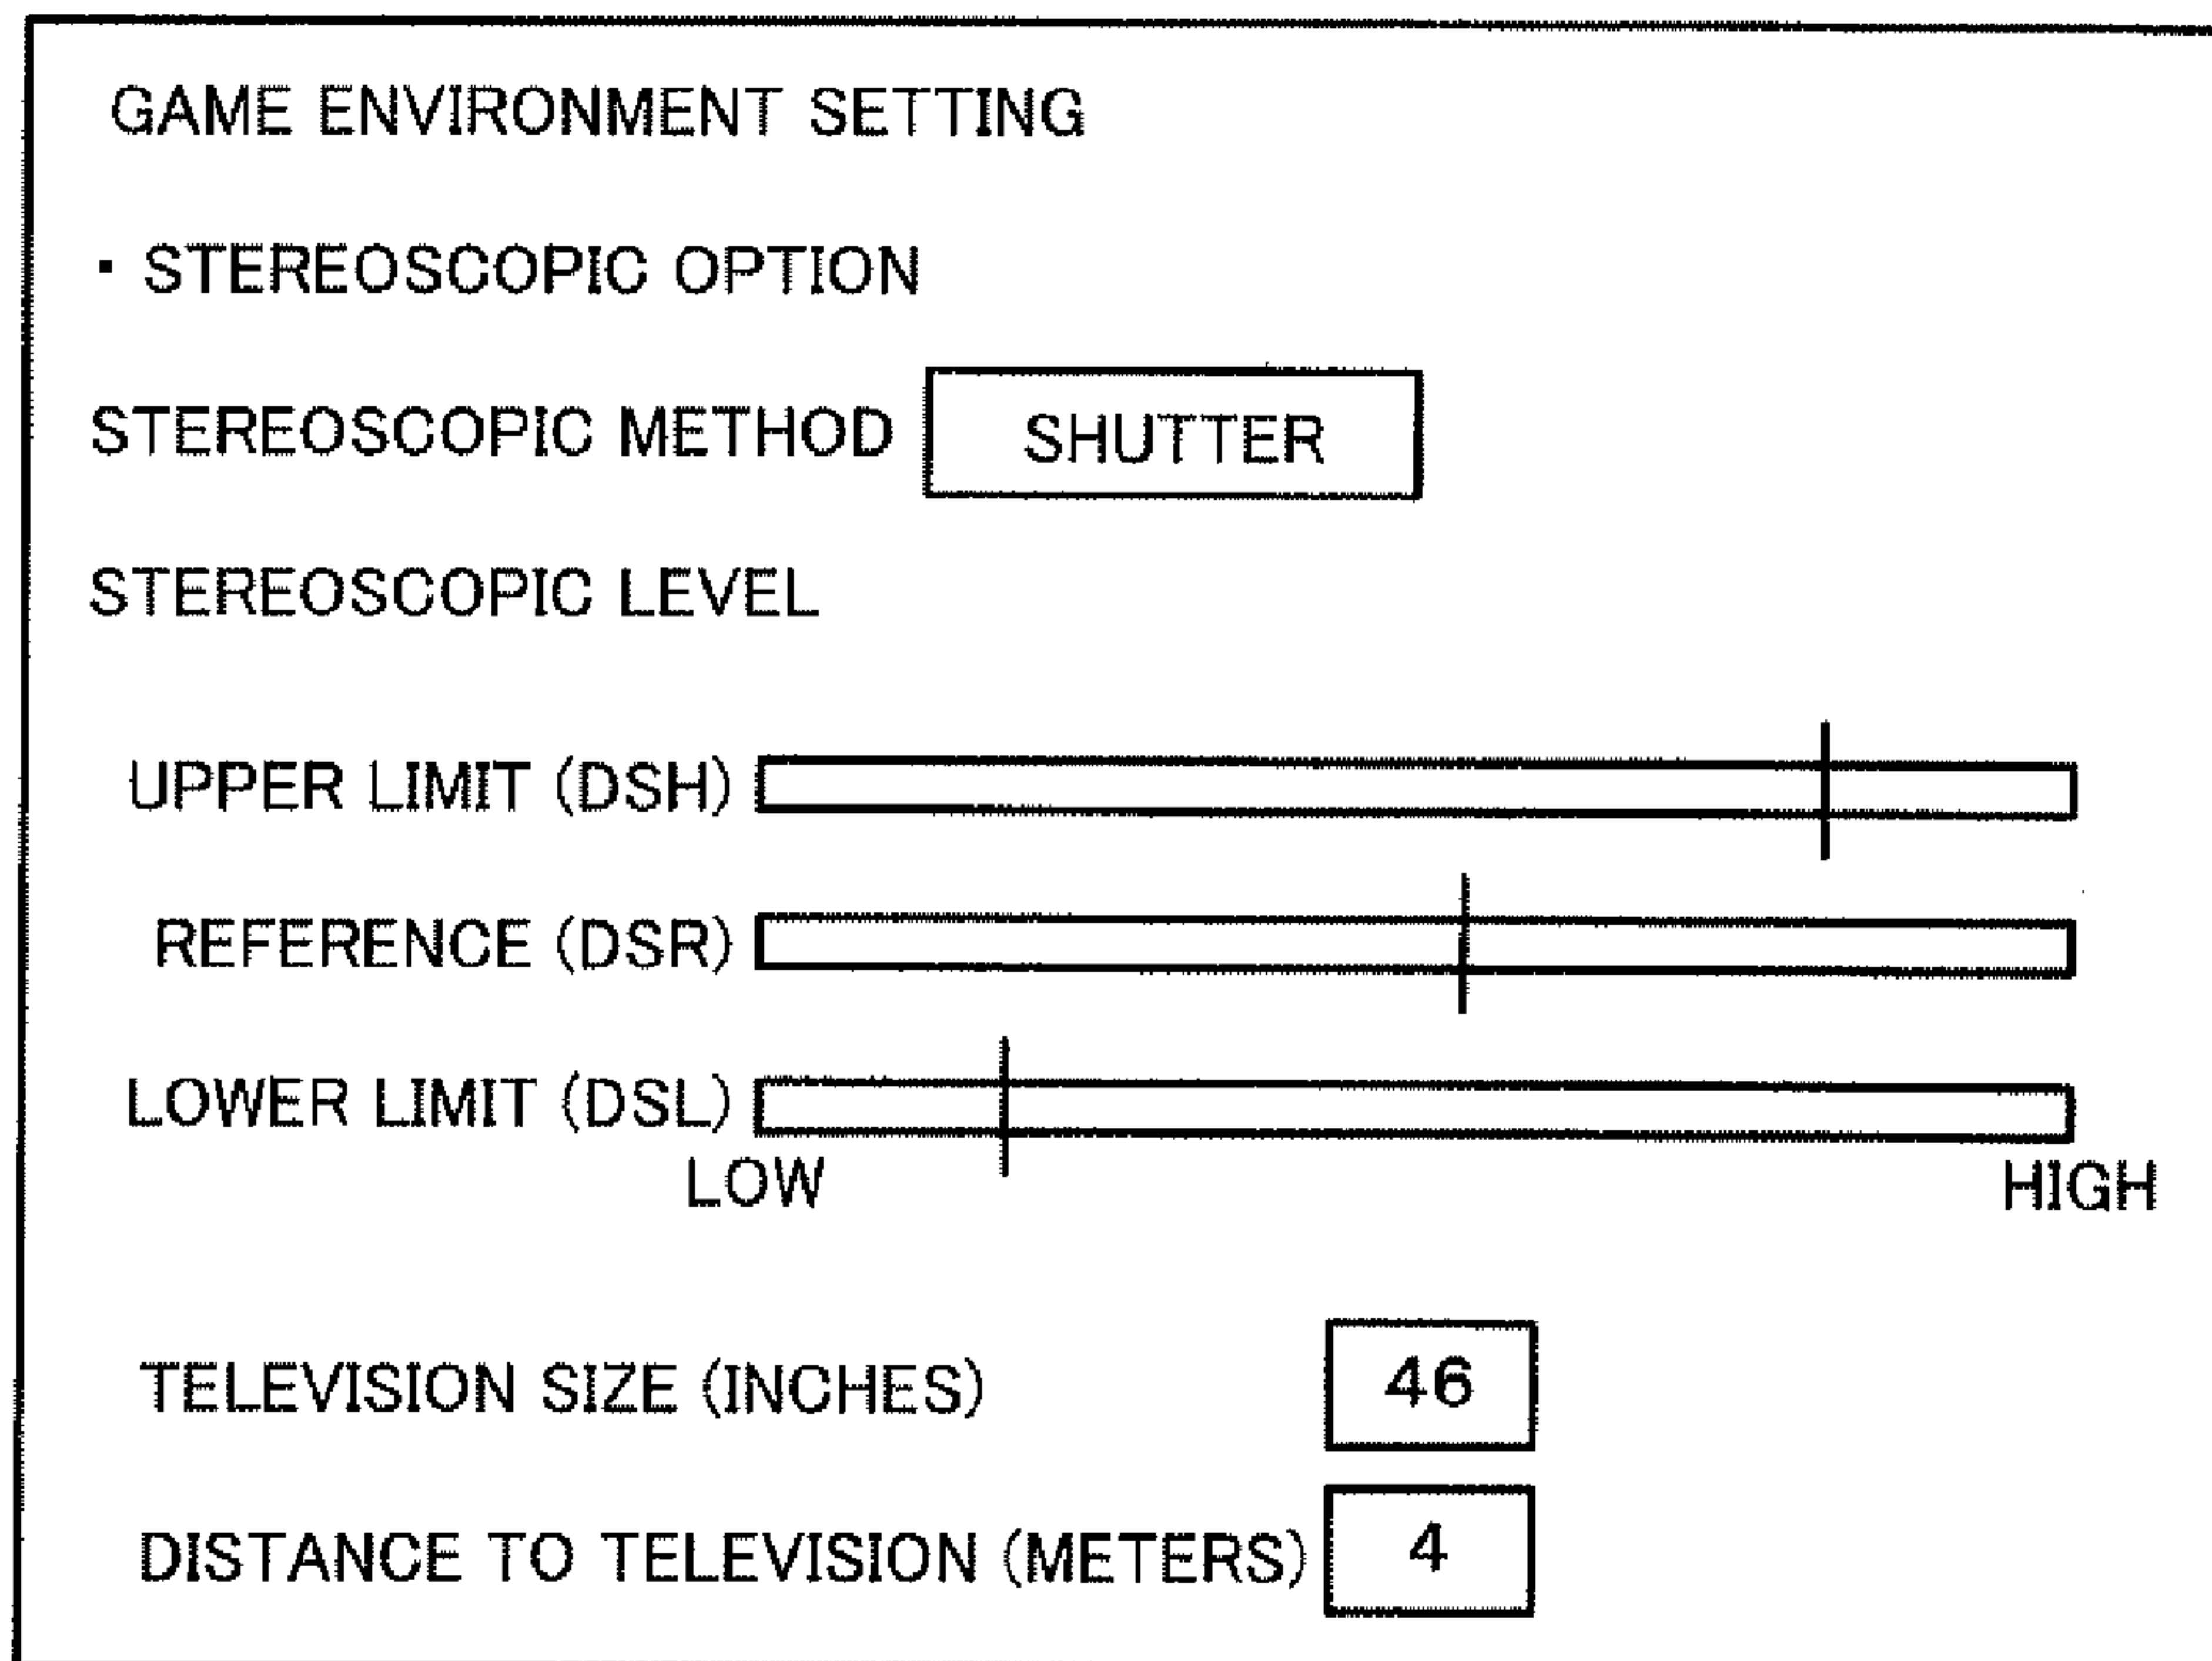 GAME ENVIRONMENT SETTING
· STEREOSCOPIC OPTION
STEREOSCOPIC METHOD SHUTTER
STEREOSCOPIC LEVEL
UPPER LIMIT (DSH)
REFERENCE (DSR)
LOWER LIMIT (DSL)
LOW HIGH
TELEVISION SIZE (INCHES) 46
DISTANCE TO TELEVISION (METERS) 4